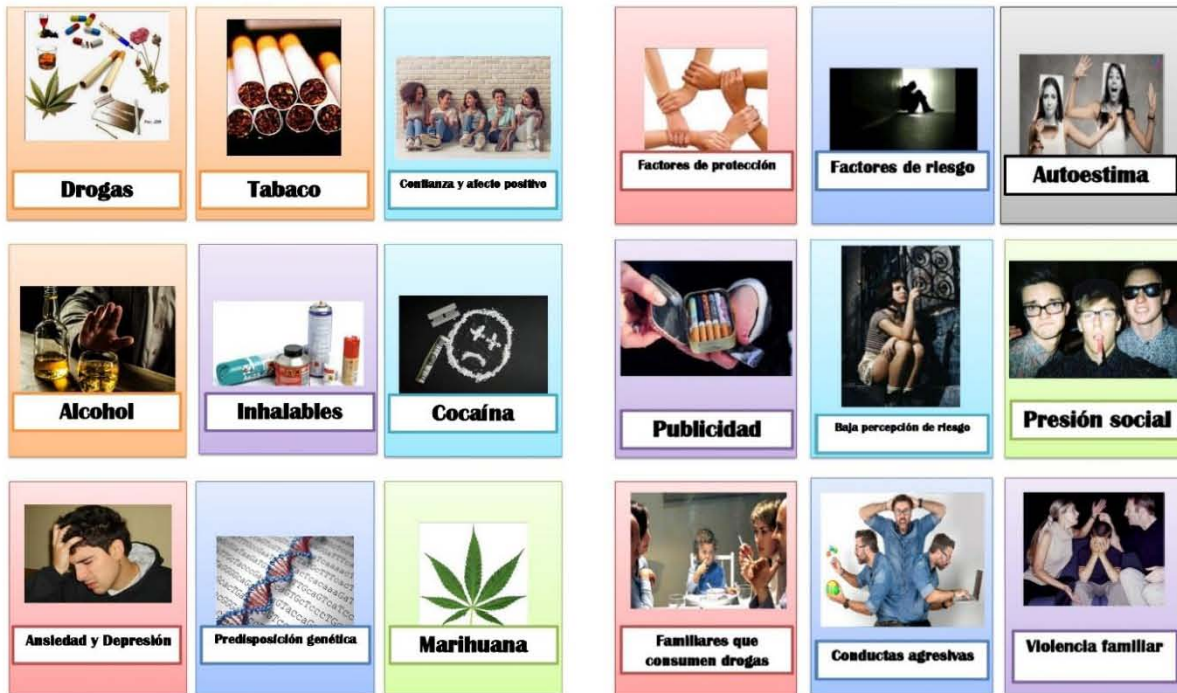 Drogas
Tabaco
Confianza y afecto positivo
Factores de protección
Factores de riesgo
Autoestima
Alcohol
Inhalables
Cocaína
Publicidad
Baja percepción de riesgo
Presión social
Ansiedad y Depresión
Predisposición genética
Marihuana
Familiares que
consumen drogas
Conductas agresivas
Violencia familiar